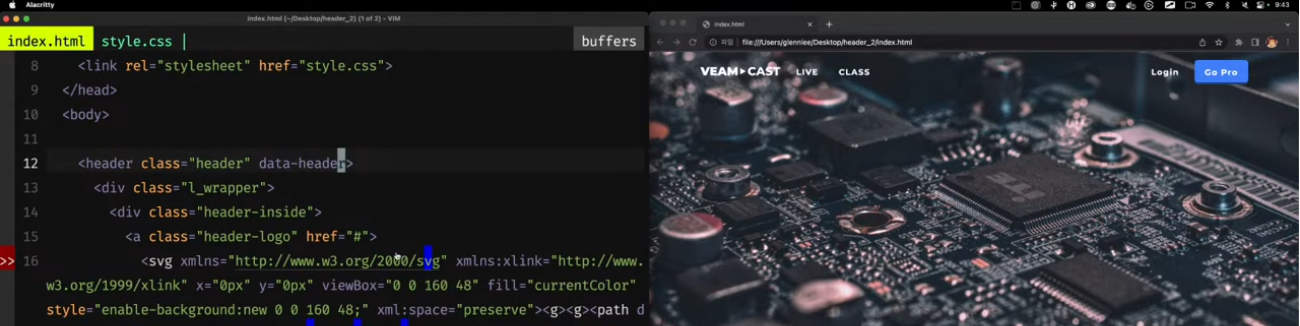 Alacritty
9:43
index.html (~/Desktop/header_2) (1 of 2) - VIM
index.html style.css
buffers
8 <link rel="stylesheet" href="style.css">
9 </head>
10 <body>
11
12 <header class="header" data-header>
13 <div class="l_wrapper">
14 <div class="header-inside">
15 <a class="header-logo" href="#">
>> 16 <svg xmlns="http://www.w3.org/2000/svg" xmlns:xlink="http://www.
w3.org/1999/xlink" x="0px" y="0px" viewBox="0 0 160 48" fill="currentColor"
style="enable-background:new 0 0 160 48;" xml:space="preserve"><g><g><path d
index.html
파일 file:///Users/glenniee/Desktop/header_2/index.html
VEAM CAST LIVE CLASS Login Go Pro
ITE